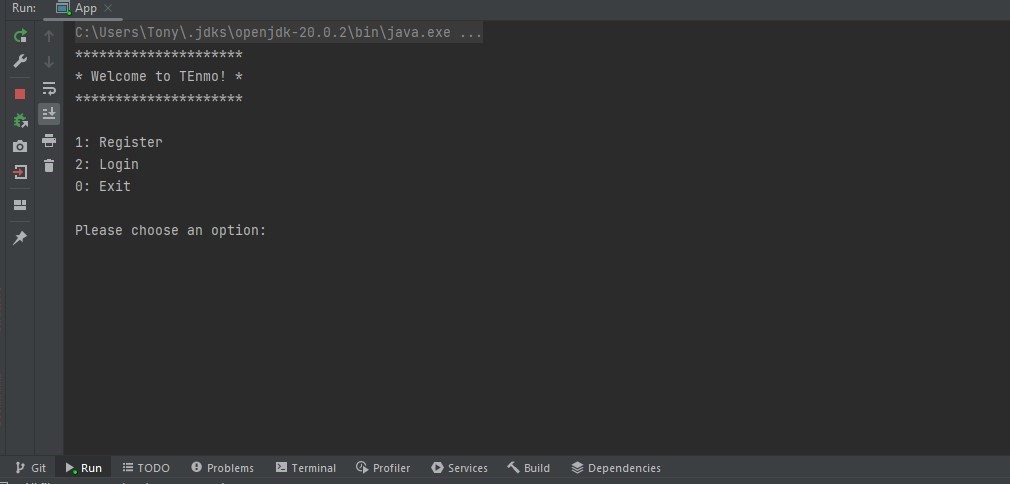 Run: App
C:\Users\Tony\.jdks\openjdk-20.0.2\bin\java.exe ...
*********************
* Welcome to TEnmo! *
*********************
1: Register
2: Login
0: Exit
Please choose an option:
Git Run TODO Problems Terminal Profiler Services Build Dependencies